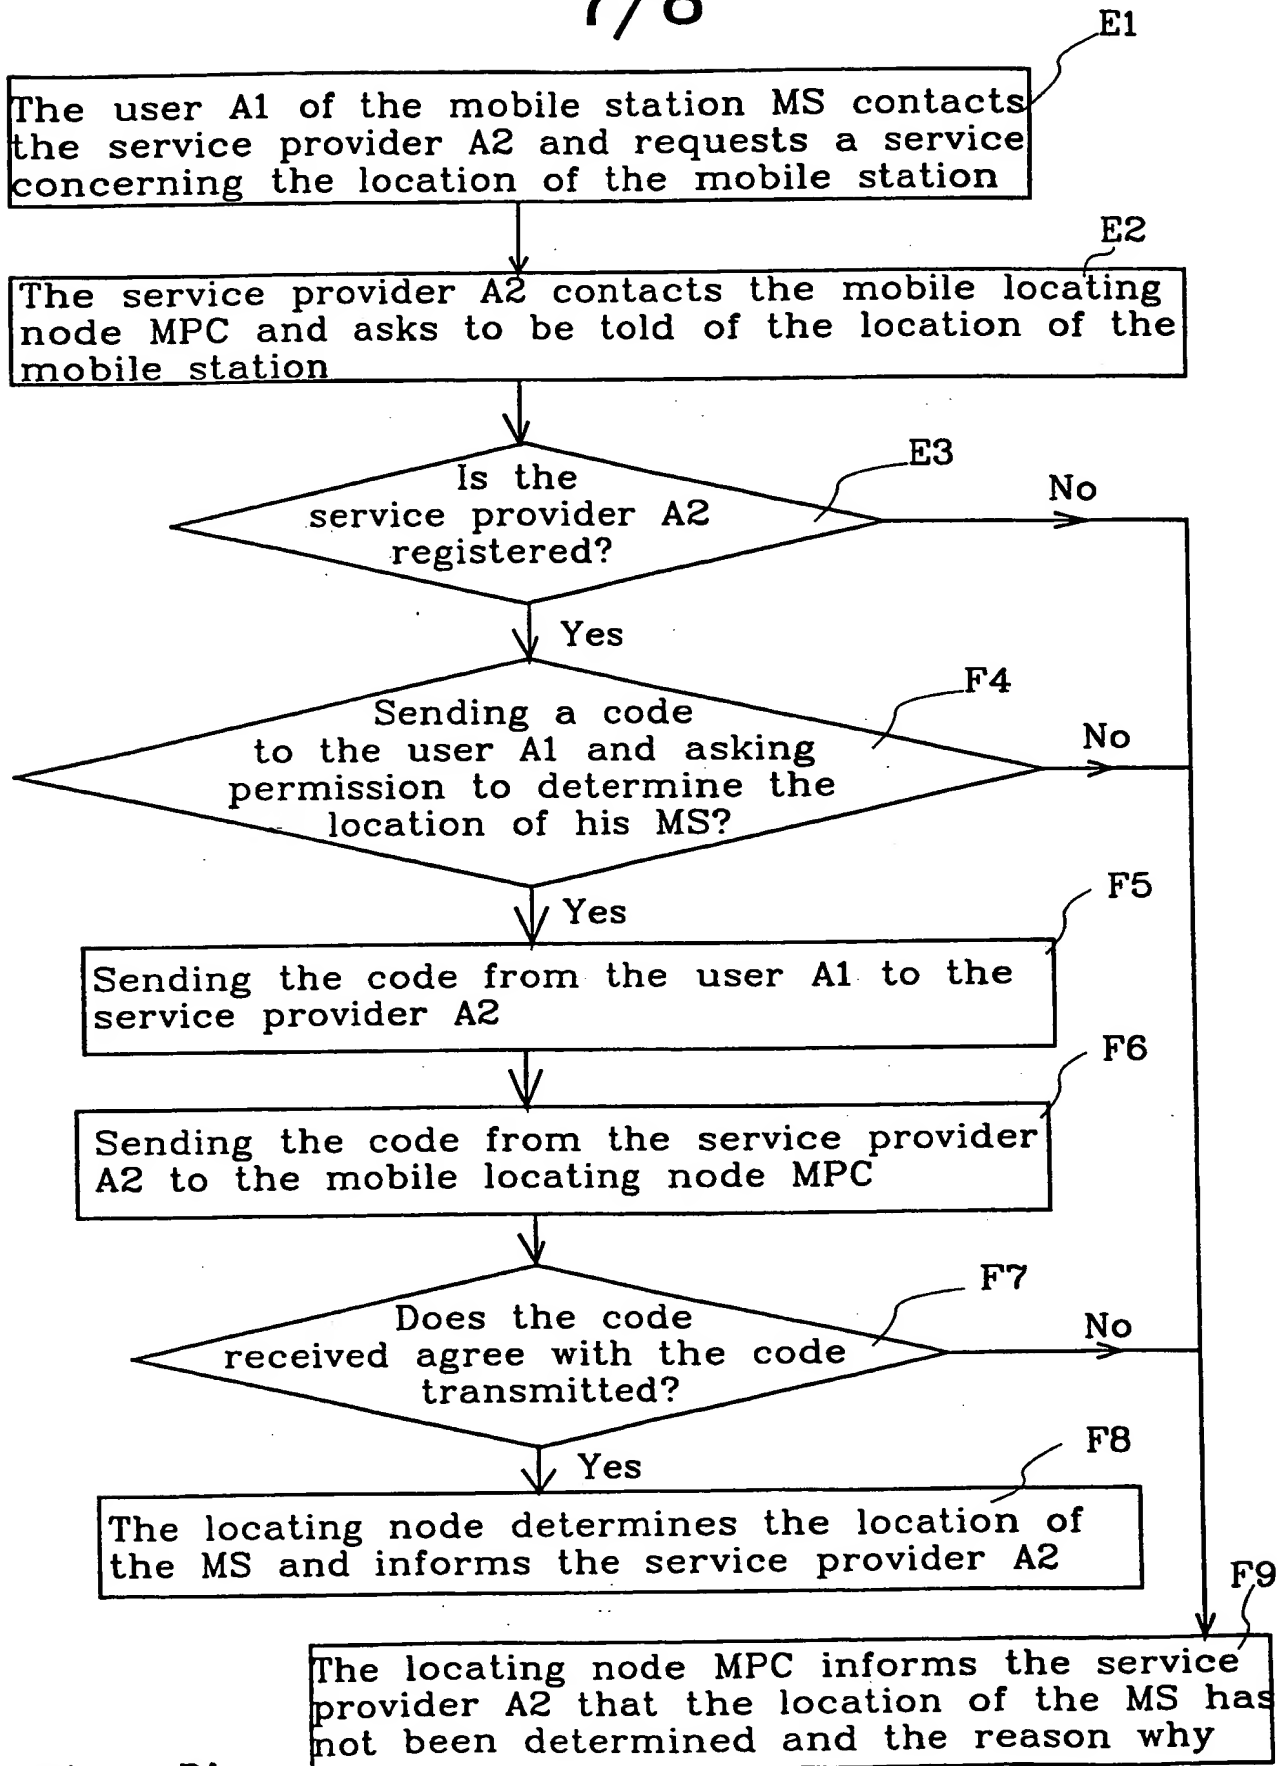 7/8
E1
The user A1 of the mobile station MS contacts
the service provider A2 and requests a service
concerning the location of the mobile station
E2
The service provider A2 contacts the mobile locating
node MPC and asks to be told of the location of the
mobile station
E3
Is the
service provider A2
registered?
No
Yes
F4
Sending a code
to the user A1 and asking
permission to determine the
location of his MS?
No
Yes
F5
Sending the code from the user A1 to the
service provider A2
F6
Sending the code from the service provider
A2 to the mobile locating node MPC
F7
Does the code
received agree with the code
transmitted?
No
Yes
F8
The locating node determines the location of
the MS and informs the service provider A2
F9
The locating node MPC informs the service
provider A2 that the location of the MS has
not been determined and the reason why